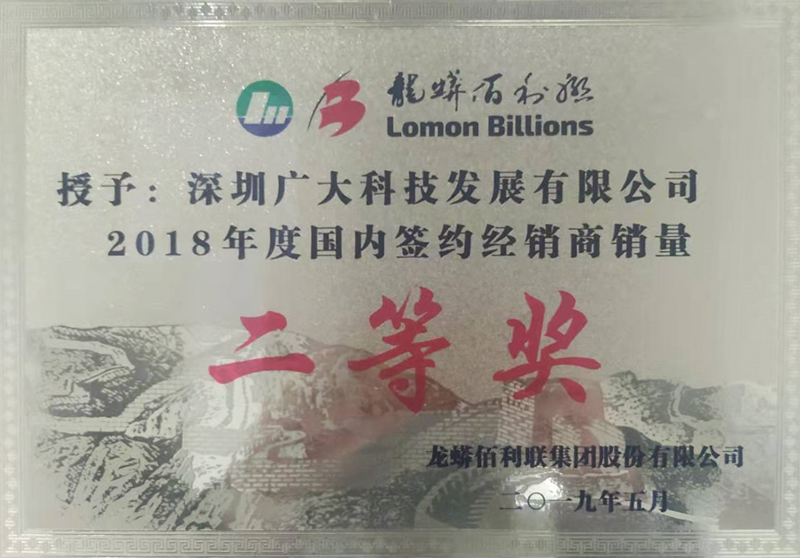 龍蟒佰利聯
Lomon Billions
授予：深圳广大科技发展有限公司
2018年度国内签约经销商销量
二等奖
龙蟒佰利联集团股份有限公司
二〇一九年五月